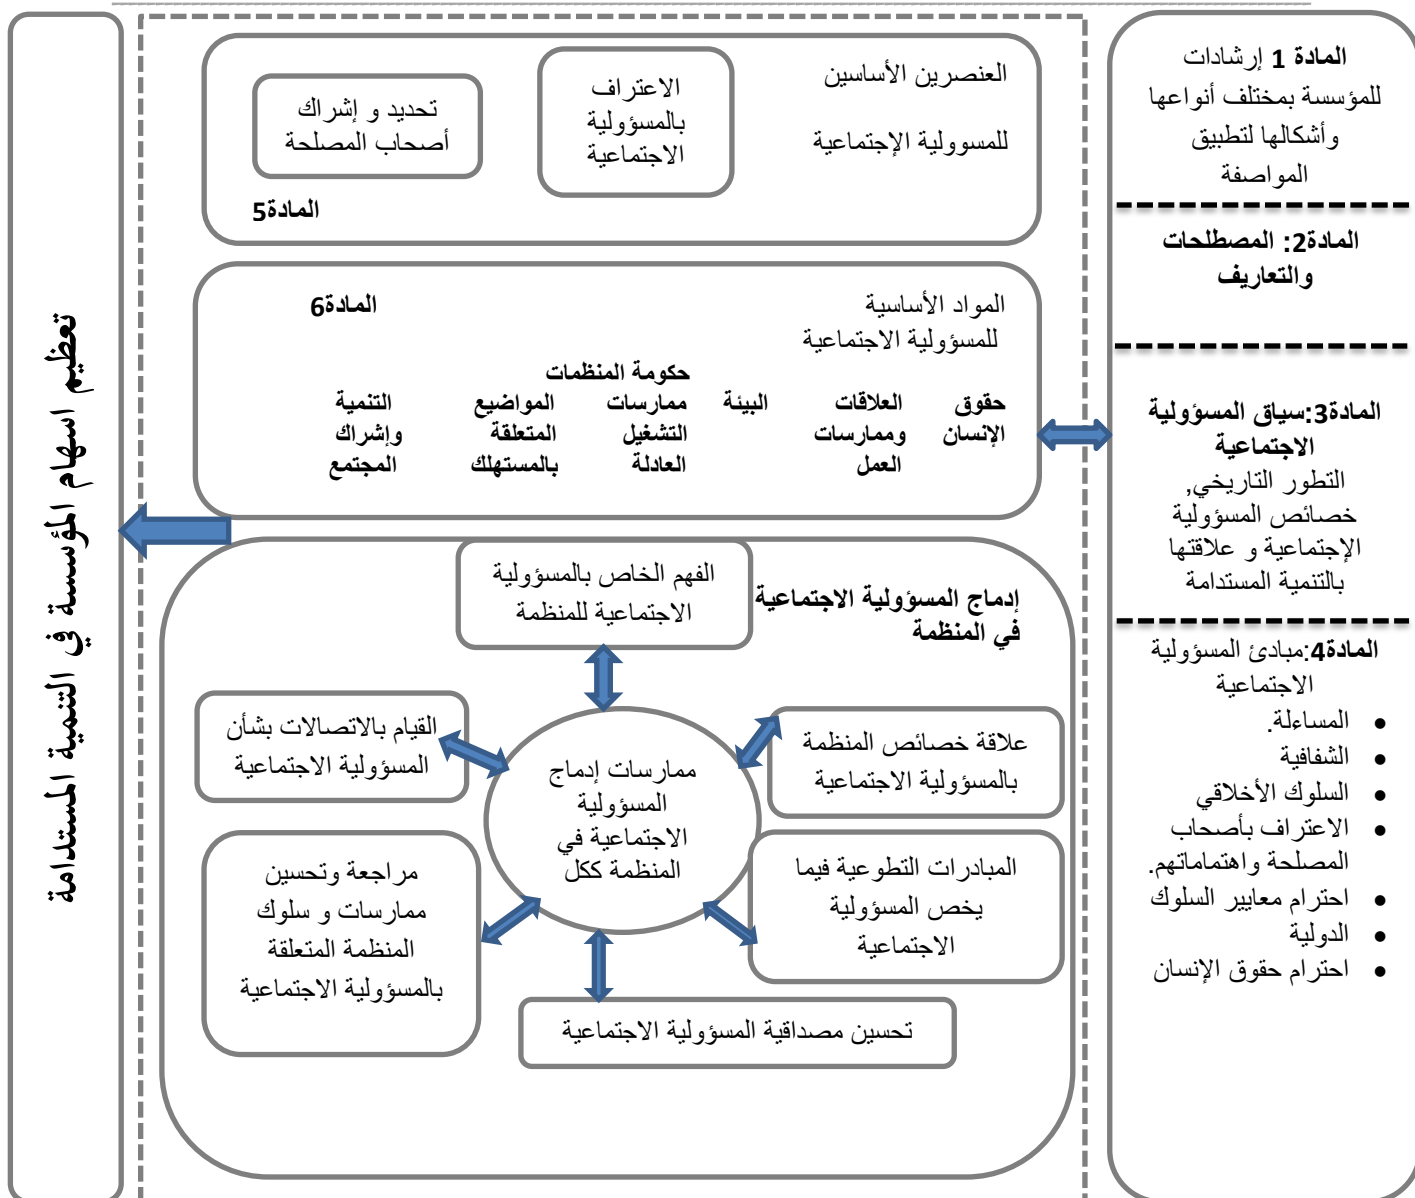 المادة 1 إرشادات
للمؤسسة بمختلف أنواعها
وأشكالها لتطبيق
المواصفة
المادة2: المصطلحات
والتعاريف
المادة3:سياق المسؤولية
الاجتماعية
التطور التاريخي,
خصائص المسؤولية
الإجتماعية و علاقتها
بالتنمية المستدامة
المادة4:مبادئ المسؤولية
الاجتماعية
• المساءلة.
• الشفافية
• السلوك الأخلاقي
• الاعتراف بأصحاب
المصلحة واهتماماتهم.
• احترام معايير السلوك
• الدولية
• احترام حقوق الإنسان
العنصرين الأساسين
للمسوولية الإجتماعية
الاعتراف
بالمسؤولية
الاجتماعية
تحديد و إشراك
أصحاب المصلحة
المادة5
المواد الأساسية
للمسؤولية الاجتماعية
المادة6
حكومة المنظمات
حقوق
الإنسان
العلاقات
وممارسات
العمل
البيئة
ممارسات
التشغيل
العادلة
المواضيع
المتعلقة
بالمستهلك
التنمية
وإشراك
المجتمع
إدماج المسؤولية الاجتماعية
في المنظمة
الفهم الخاص بالمسؤولية
الاجتماعية للمنظمة
علاقة خصائص المنظمة
بالمسؤولية الاجتماعية
القيام بالاتصالات بشأن
المسؤولية الاجتماعية
ممارسات إدماج
المسؤولية
الاجتماعية في
المنظمة ككل
المبادرات التطوعية فيما
يخص المسؤولية
الاجتماعية
مراجعة وتحسين
ممارسات و سلوك
المنظمة المتعلقة
بالمسؤولية الاجتماعية
تحسين مصداقية المسؤولية الاجتماعية
تعظيم اسهام المؤسسة في التنمية المستدامة